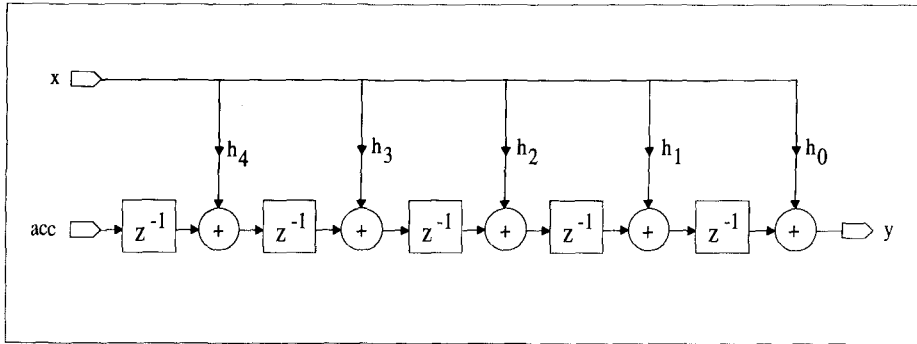 x
h4 h3 h2 h1 h0
acc z-1 + z-1 + z-1 + z-1 + z-1 + y